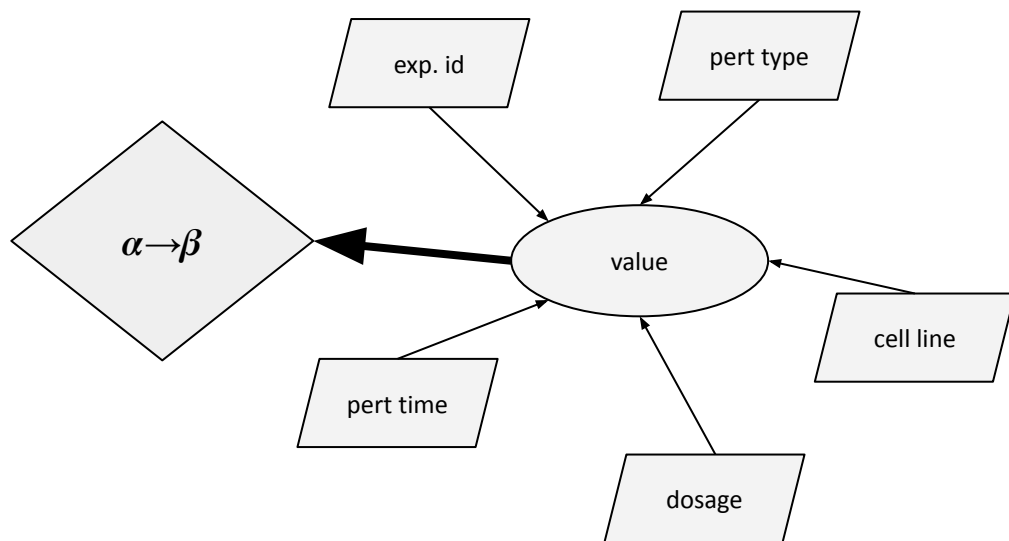 exp. id
pert type
α→β
value
cell line
pert time
dosage